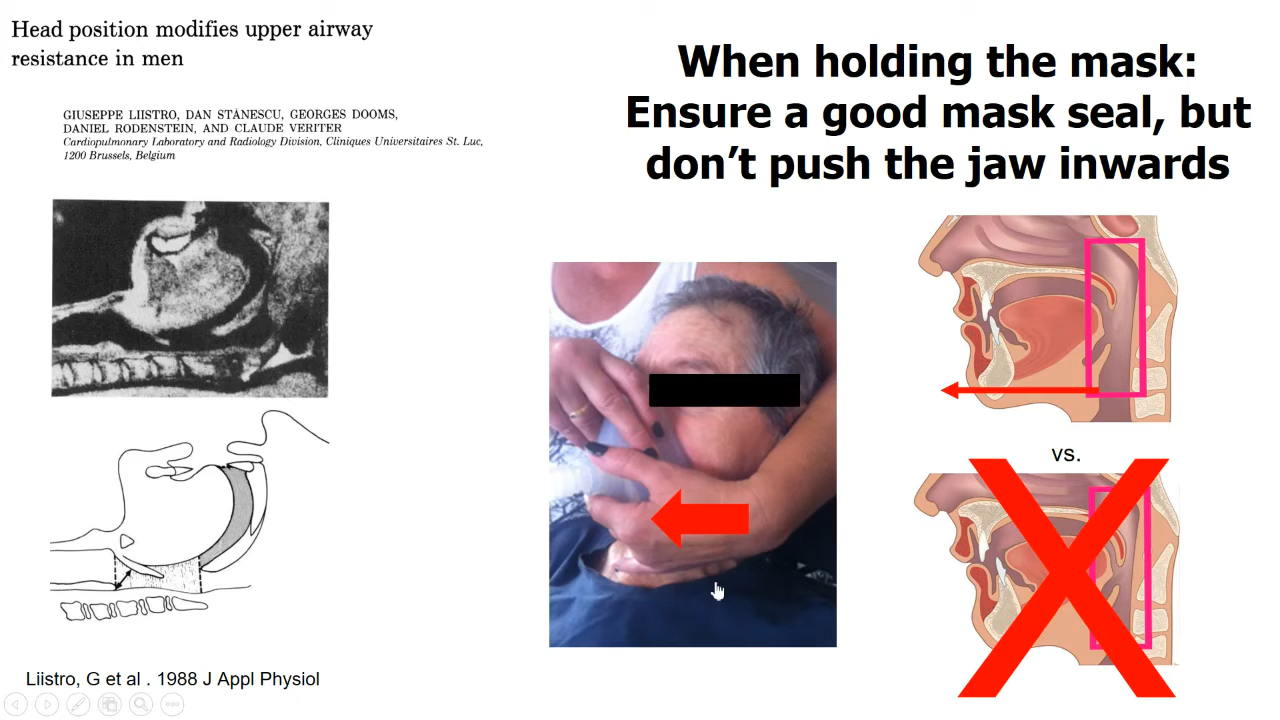 Head position modifies upper airway
resistance in men
GIUSEPPE LIISTRO, DAN STĂNESCU, GEORGES DOOMS,
DANIEL RODENSTEIN, AND CLAUDE VERITER
Cardiopulmonary Laboratory and Radiology Division, Cliniques Universitaires St. Luc,
1200 Brussels, Belgium
When holding the mask:
Ensure a good mask seal, but
don’t push the jaw inwards
vs.
Liistro, G et al . 1988 J Appl Physiol